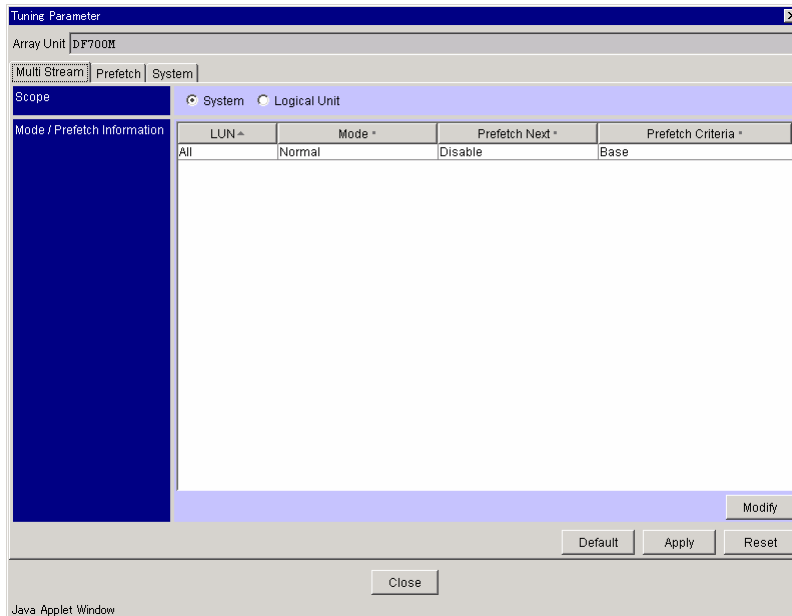 Tuning Parameter
Array Unit DF700M
Multi Stream Prefetch System
Scope System Logical Unit
Mode / Prefetch Information LUN Mode Prefetch Next Prefetch Criteria
All Normal Disable Base
Modify
Default Apply Reset
Close
Java Applet Window